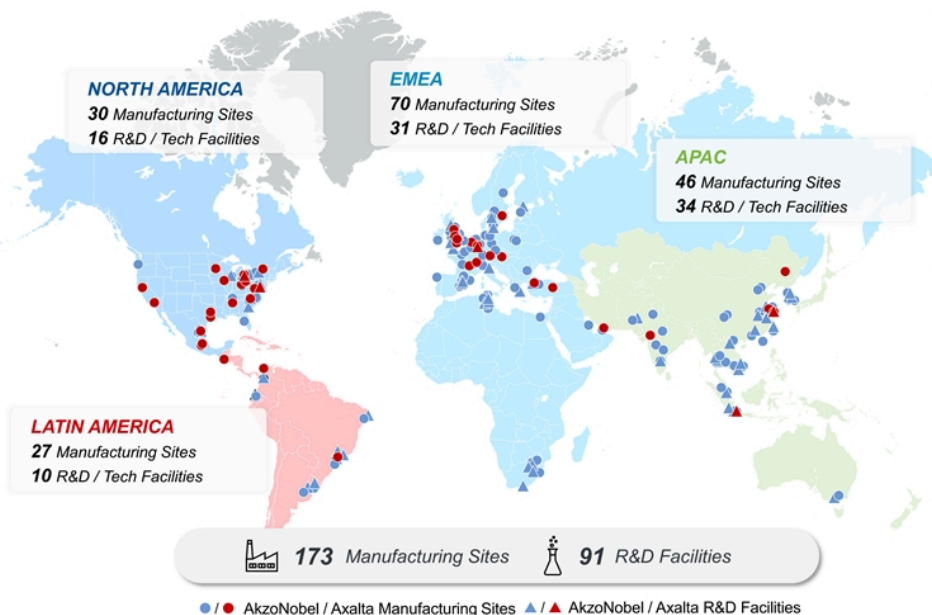 NORTH AMERICA
30 Manufacturing Sites
16 R&D / Tech Facilities
EMEA
70 Manufacturing Sites
31 R&D / Tech Facilities
APAC
46 Manufacturing Sites
34 R&D / Tech Facilities
LATIN AMERICA
27 Manufacturing Sites
10 R&D / Tech Facilities
173 Manufacturing Sites 91 R&D Facilities
/ AkzoNobel / Axalta Manufacturing Sites / AkzoNobel / Axalta R&D Facilities